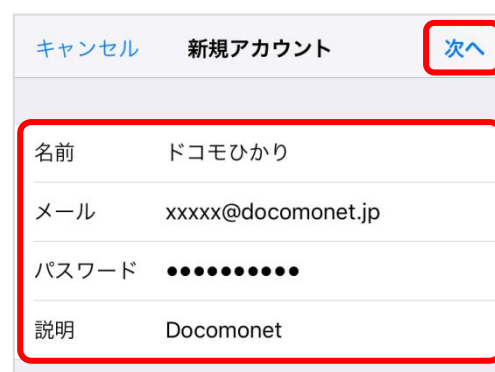 キャンセル 新規アカウント 次へ
名前 ドコモひかり
メール xxxxx@docomonet.jp
パスワード ●●●●●●●●●●
説明 Docomonet